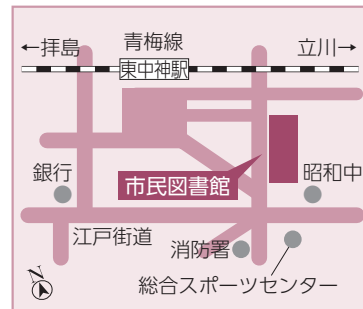 ←拝島
青梅線
立川→
東中神駅
銀行
市民図書館
昭和中
江戸街道
消防署
総合スポーツセンター
N